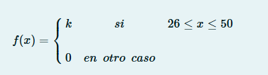 f(x) = { k si 26 ≤ x ≤ 50
0 en otro caso